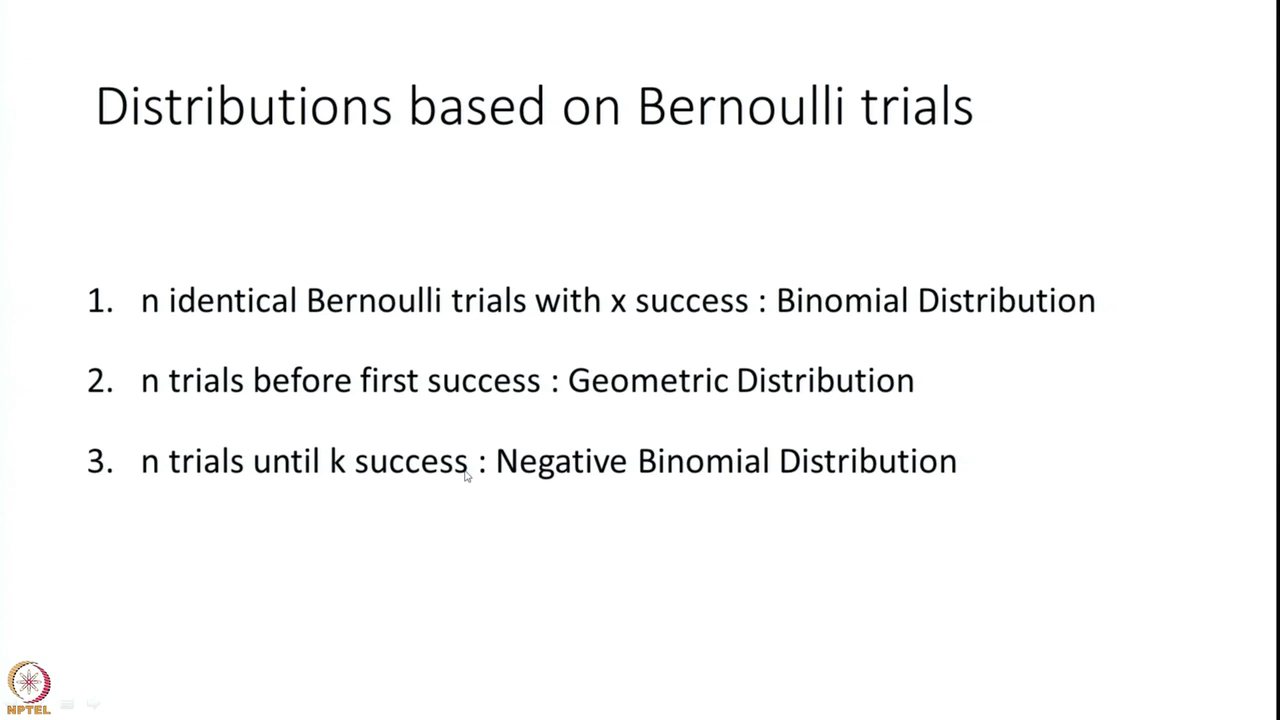 Distributions based on Bernoulli trials
1. n identical Bernoulli trials with x success : Binomial Distribution
2. n trials before first success : Geometric Distribution
3. n trials until k success : Negative Binomial Distribution
NPTEL